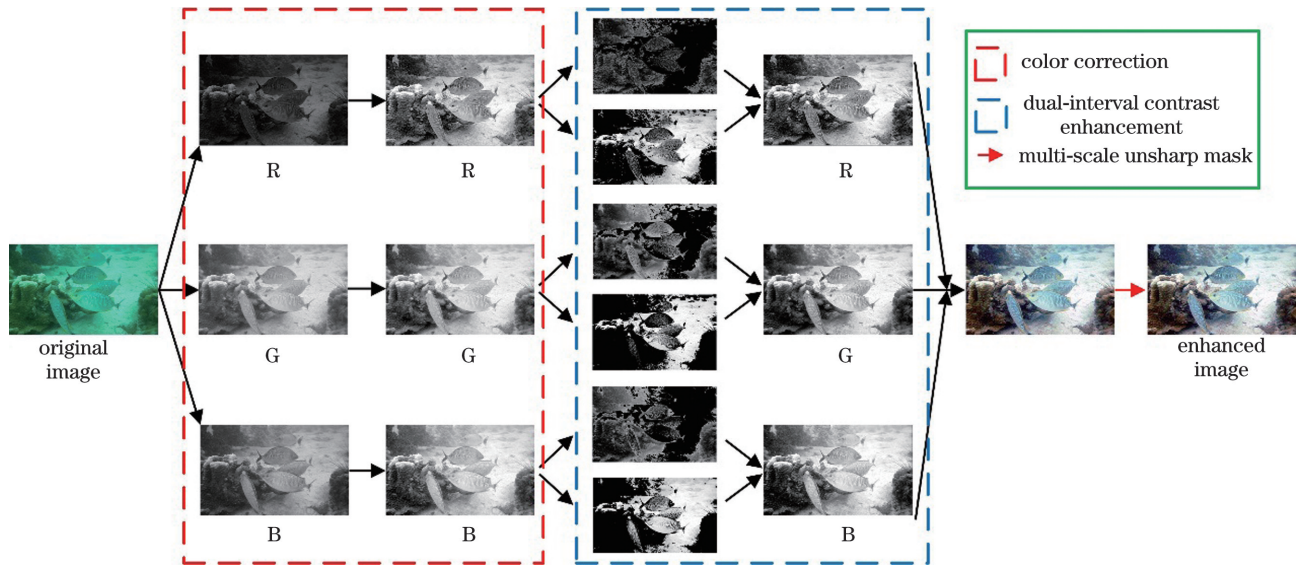 original
image
R
R
G
G
B
B
R
G
B
color correction
dual-interval contrast
enhancement
multi-scale unsharp mask
enhanced
image